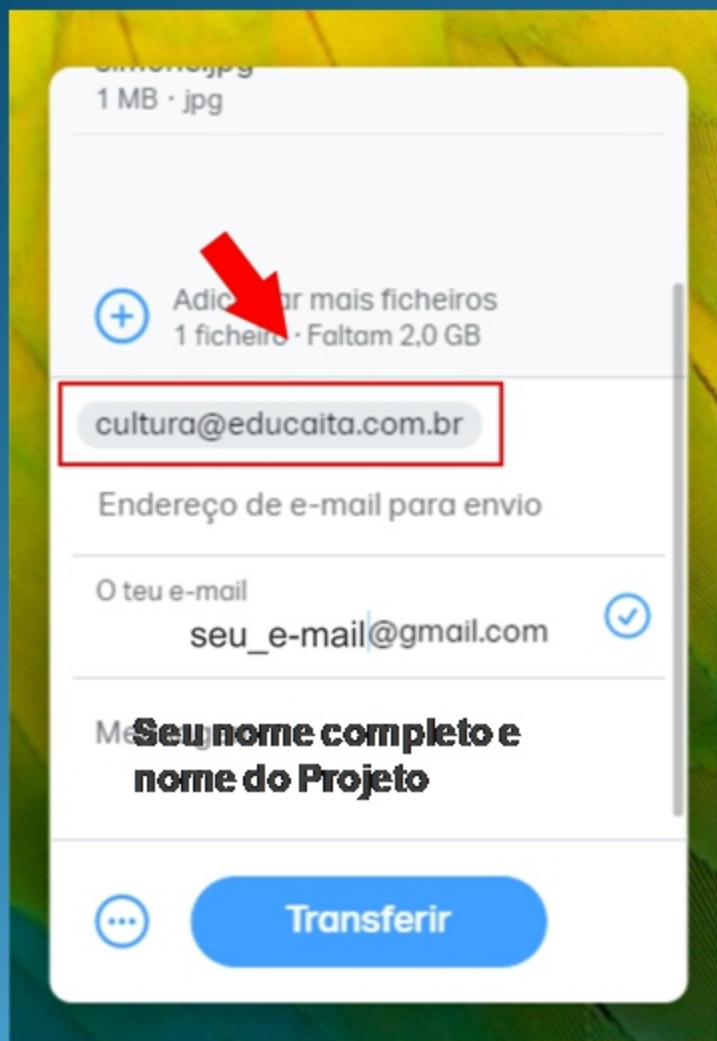 1 MB · jpg
mais ficheiros
1 ficheiro · Faltam 2,0 GB
cultura@educaita.com.br
Endereço de e-mail para envio
O teu e-mail
seu_e-mail@gmail.com
Seu nome completo e
nome do Projeto
Transferir